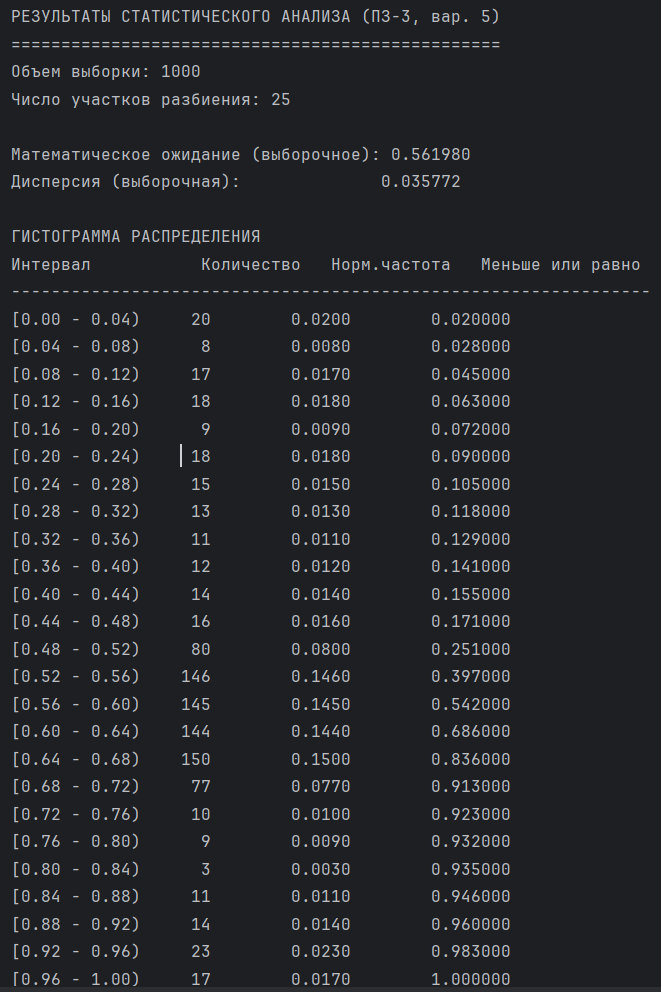 РЕЗУЛЬТАТЫ СТАТИСТИЧЕСКОГО АНАЛИЗА (ПЗ-3, вар. 5)
=================================================
Объем выборки: 1000
Число участков разбиения: 25
Математическое ожидание (выборочное): 0.561980
Дисперсия (выборочная): 0.035772
ГИСТОГРАММА РАСПРЕДЕЛЕНИЯ
Интервал Количество Норм.частота Меньше или равно
----------------------------------------------------------------
[0.00 - 0.04) 20 0.0200 0.020000
[0.04 - 0.08) 8 0.0080 0.028000
[0.08 - 0.12) 17 0.0170 0.045000
[0.12 - 0.16) 18 0.0180 0.063000
[0.16 - 0.20) 9 0.0090 0.072000
[0.20 - 0.24) 18 0.0180 0.090000
[0.24 - 0.28) 15 0.0150 0.105000
[0.28 - 0.32) 13 0.0130 0.118000
[0.32 - 0.36) 11 0.0110 0.129000
[0.36 - 0.40) 12 0.0120 0.141000
[0.40 - 0.44) 14 0.0140 0.155000
[0.44 - 0.48) 16 0.0160 0.171000
[0.48 - 0.52) 80 0.0800 0.251000
[0.52 - 0.56) 146 0.1460 0.397000
[0.56 - 0.60) 145 0.1450 0.542000
[0.60 - 0.64) 144 0.1440 0.686000
[0.64 - 0.68) 150 0.1500 0.836000
[0.68 - 0.72) 77 0.0770 0.913000
[0.72 - 0.76) 10 0.0100 0.923000
[0.76 - 0.80) 9 0.0090 0.932000
[0.80 - 0.84) 3 0.0030 0.935000
[0.84 - 0.88) 11 0.0110 0.946000
[0.88 - 0.92) 14 0.0140 0.960000
[0.92 - 0.96) 23 0.0230 0.983000
[0.96 - 1.00) 17 0.0170 1.000000